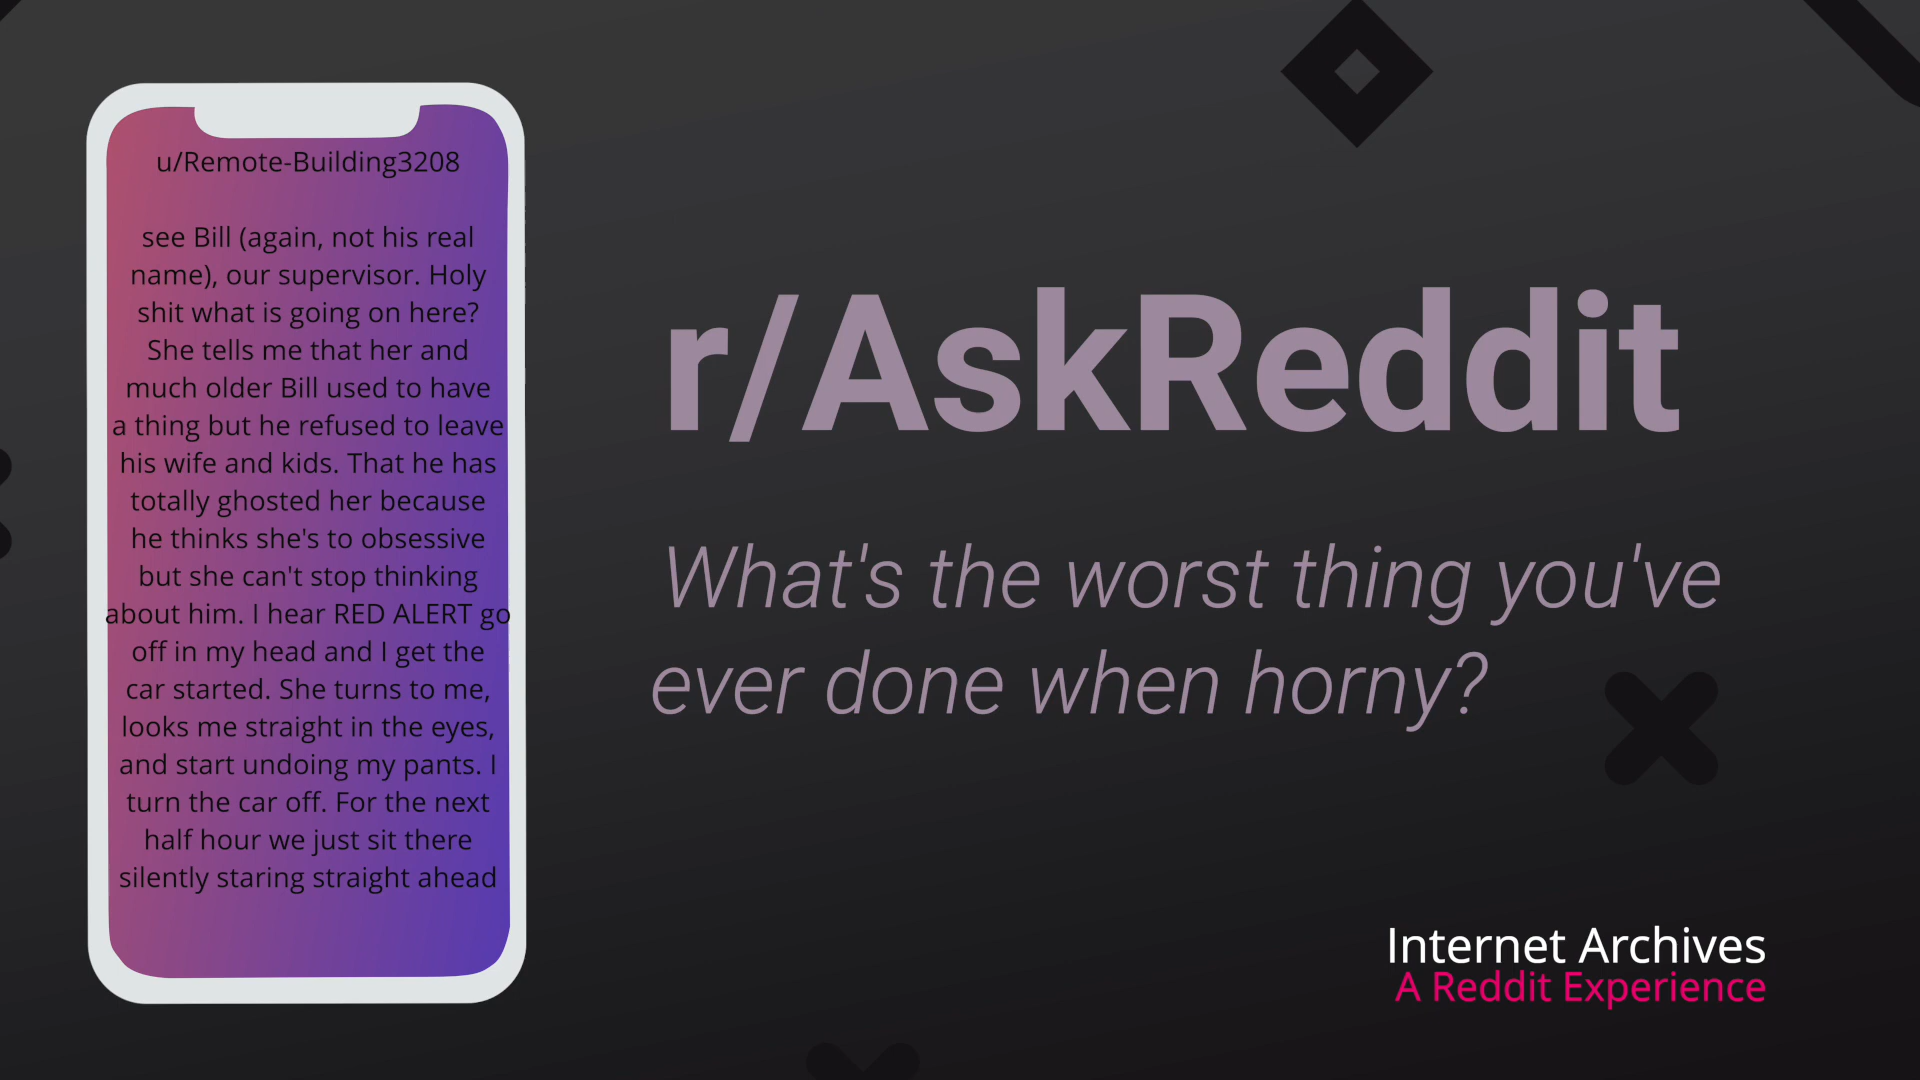 u/Remote-Building3208
see Bill (again, not his real
name), our supervisor. Holy
shit what is going on here?
She tells me that her and
much older Bill used to have
a thing but he refused to leave
his wife and kids. That he has
totally ghosted her because
he thinks she's to obsessive
but she can't stop thinking
about him. I hear RED ALERT go
off in my head and I get the
car started. She turns to me,
looks me straight in the eyes,
and start undoing my pants. I
turn the car off. For the next
half hour we just sit there
silently staring straight ahead
r/AskReddit
What's the worst thing you've
ever done when horny?
Internet Archives
A Reddit Experience